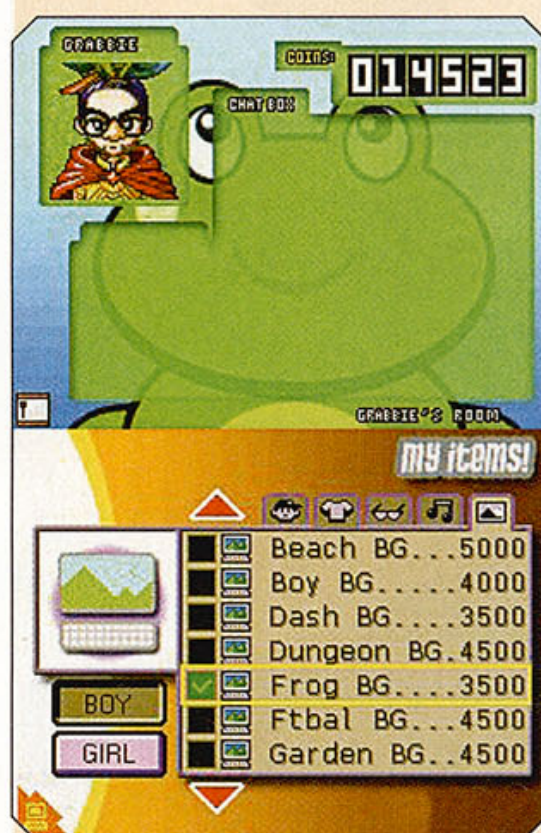 GRABBIE
COINS:
014523
CHAT BOX
GRABBIE'S ROOM
my items!
Beach BG...5000
Boy BG.....4000
Dash BG....3500
Dungeon BG.4500
Frog BG....3500
Ftbal BG...4500
Garden BG..4500
BOY
GIRL